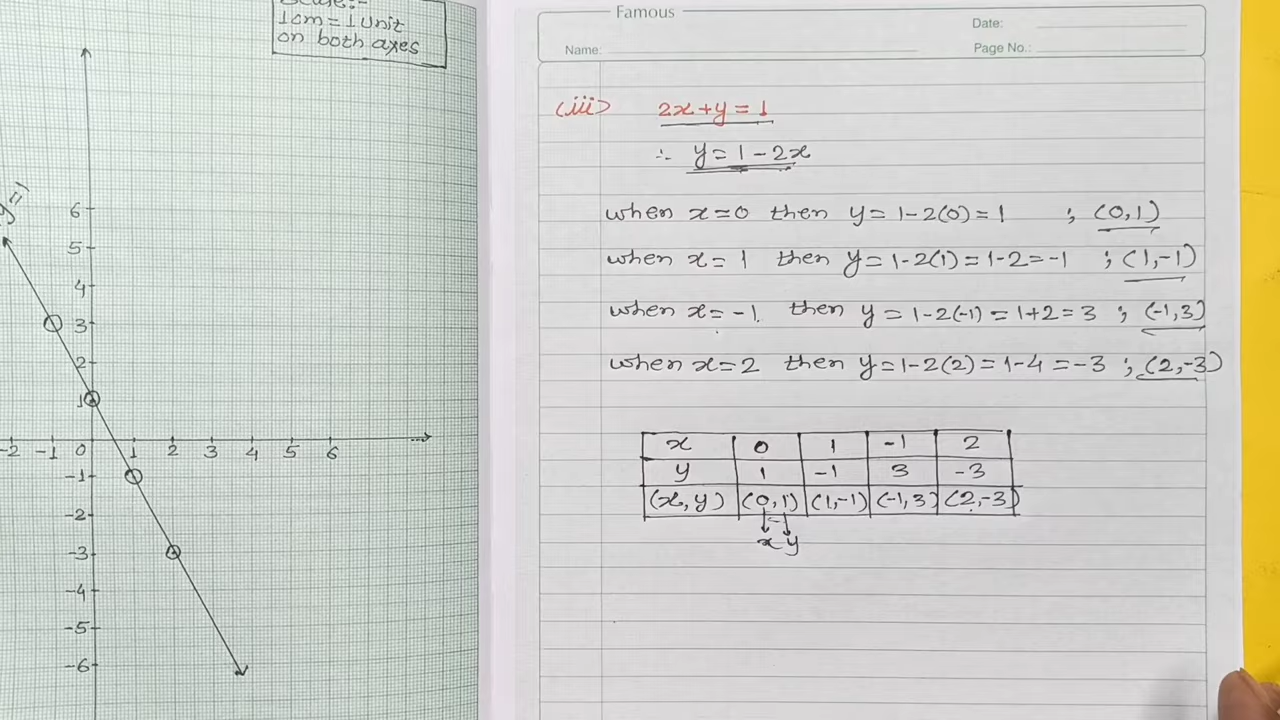 1cm = 1 Unit
on both axes
6
5
4
3
2
1
-2 -1 0 1 2 3 4 5 6
-1
-2
-3
-4
-5
-6
Famous
Date:
Name:
Page No.:
(iii) 2x+y=1
∴ y=1-2x
when x=0 then y=1-2(0)=1 ; (0,1)
when x=1 then y=1-2(1)=1-2=-1 ; (1,-1)
when x=-1. then y=1-2(-1)=1+2=3 ; (-1,3)
when x=2 then y=1-2(2)=1-4=-3 ; (2,-3)
x 0 1 -1 2
y 1 -1 3 -3
(x,y) (0,1) (1,-1) (-1,3) (2,-3)
x y